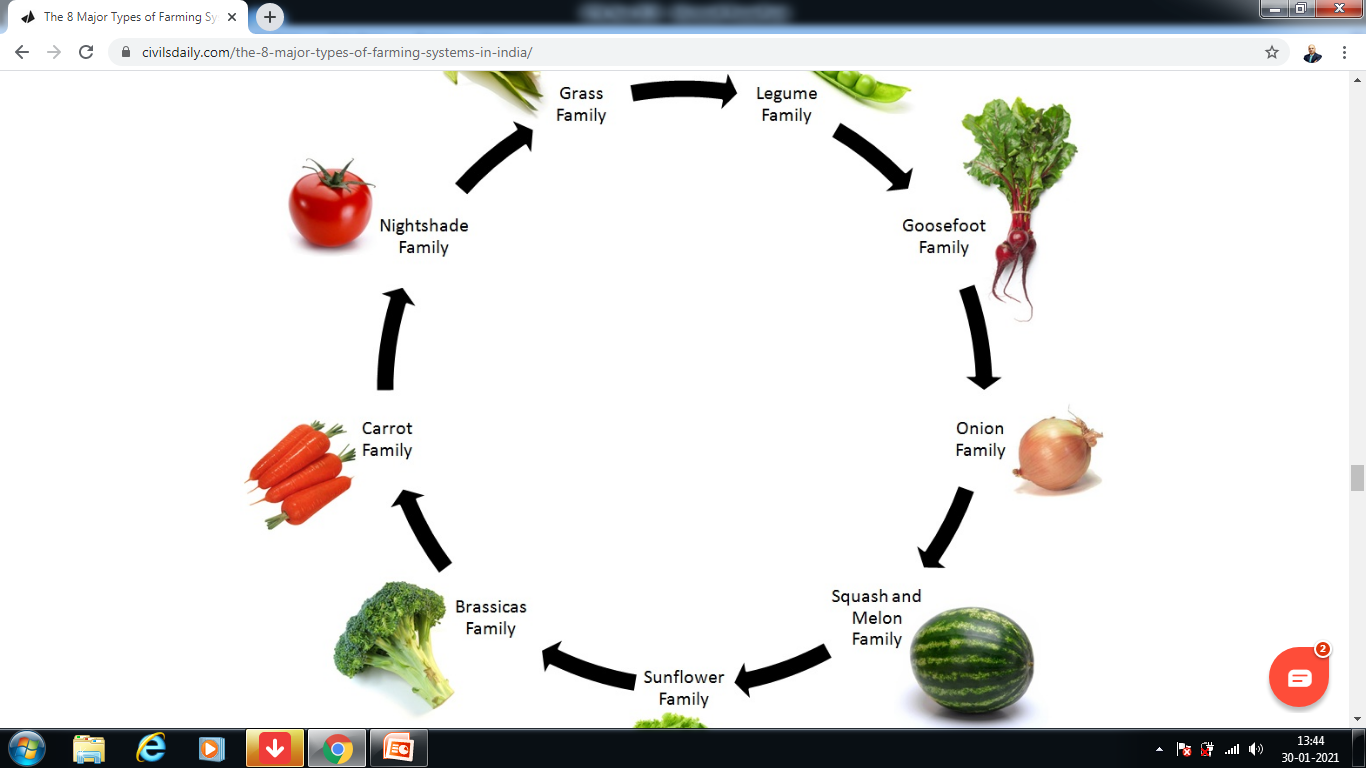 The 8 Major Types of Farming Sy
civilsdaily.com/the-8-major-types-of-farming-systems-in-india/
Grass
Family
Legume
Family
Goosefoot
Family
Onion
Family
Squash and
Melon
Family
Sunflower
Family
Brassicas
Family
Carrot
Family
Nightshade
Family
2
13:44
30-01-2021